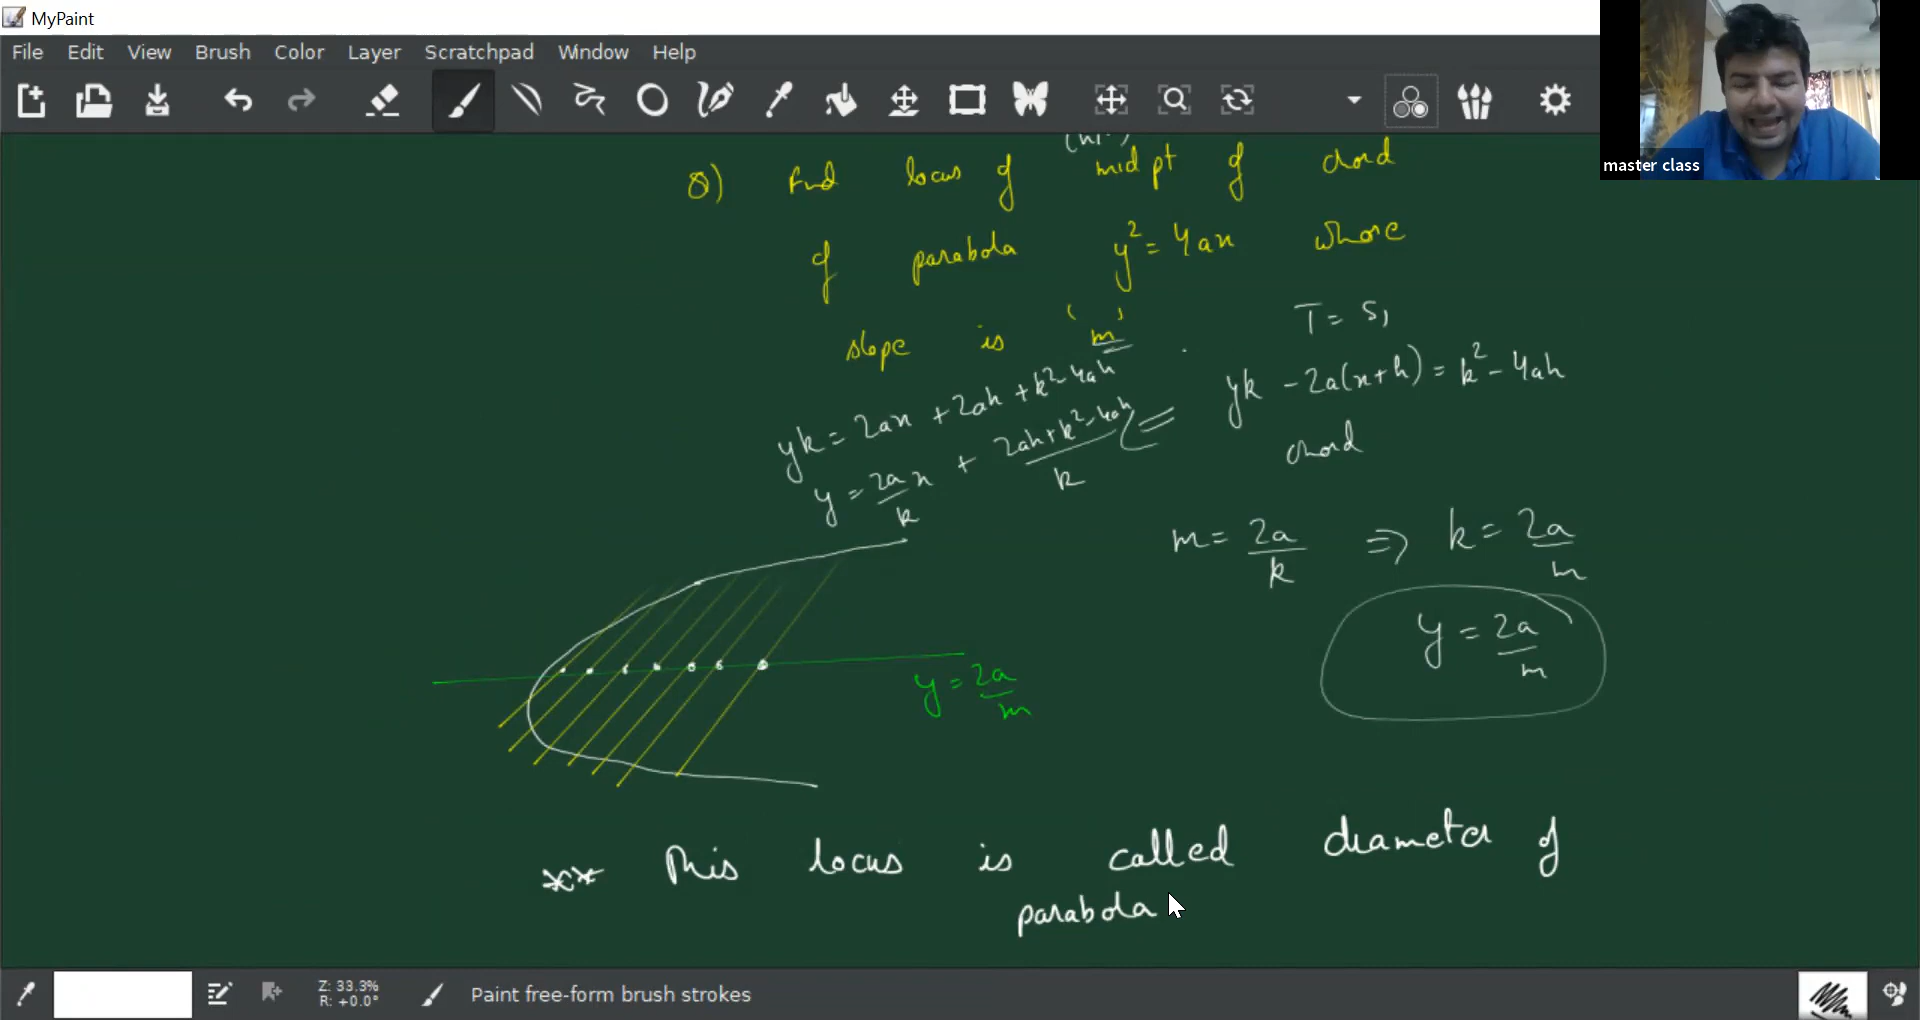 MyPaint
File Edit View Brush Color Layer Scratchpad Window Help
master class
Q) Find locus of mid pt of chord
of parabola y² = 4ax whose
slope is 'm'
T = S₁
yk - 2a(x+h) = k² - 4ah
chord
yk = 2ax + 2ah + k² - 4ah
y = 2a/k x + (2ah + k² - 4ah)/k
m = 2a/k ⇒ k = 2a/m
y = 2a/m
y = 2a/m
** This locus is called diameter of
parabola
Z: 33.3%
R: +0.0°
Paint free-form brush strokes